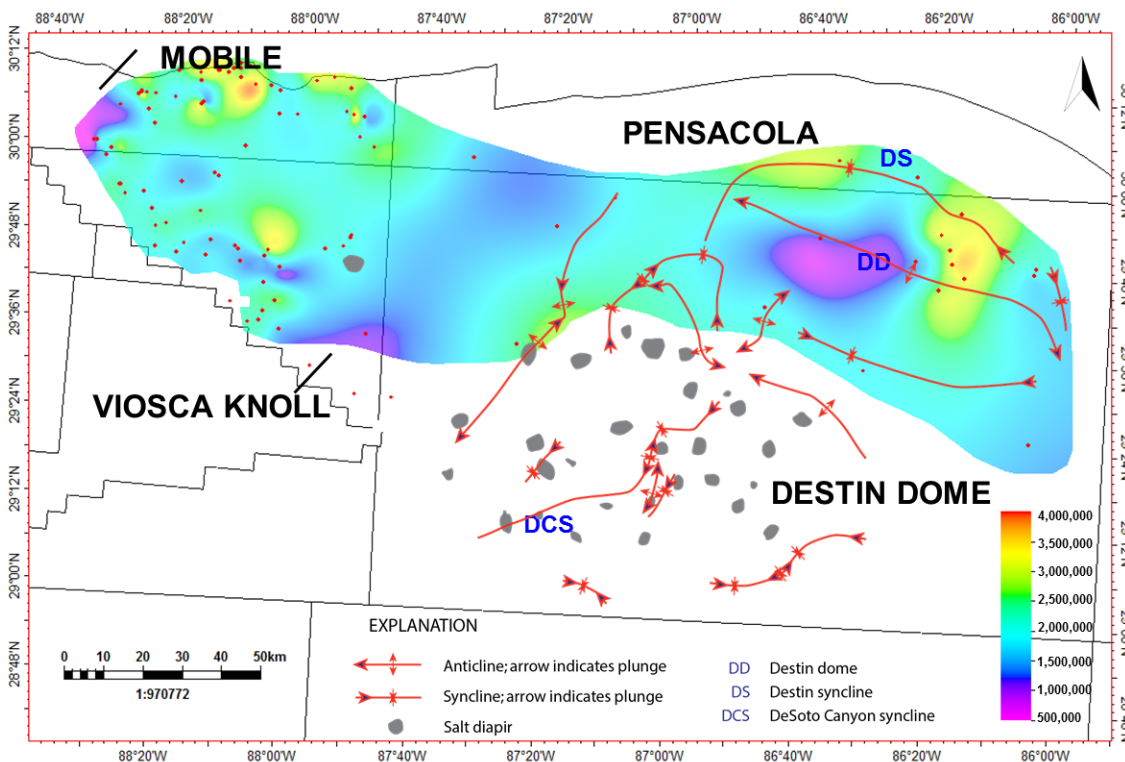 88°40'W 88°20'W 88°00'W 87°40'W 87°20'W 87°00'W 86°40'W 86°20'W 86°00'W
30°12'N
MOBILE
PENSACOLA
DS
30°00'N
29°48'N
DD
29°36'N
29°24'N
VIOSCA KNOLL
29°12'N
DESTIN DOME
DCS
29°00'N
28°48'N
4,000,000
3,500,000
3,000,000
2,500,000
2,000,000
1,500,000
1,000,000
500,000
EXPLANATION
0 10 20 30 40 50km
1:970772
Anticline; arrow indicates plunge
Syncline; arrow indicates plunge
Salt diapir
DD Destin dome
DS Destin syncline
DCS DeSoto Canyon syncline
88°20'W 88°00'W 87°40'W 87°20'W 87°00'W 86°40'W 86°20'W 86°00'W